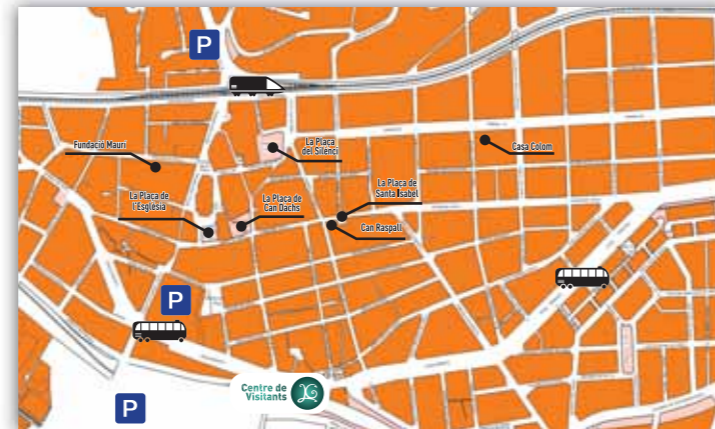 P
Fundació Maurí
La Plaça
del Silenci
Casa Colom
La Plaça de
l'Església
La Plaça de
Can Dachs
La Plaça de
Santa Isabel
Can Raspall
P
P
Centre de
Visitants